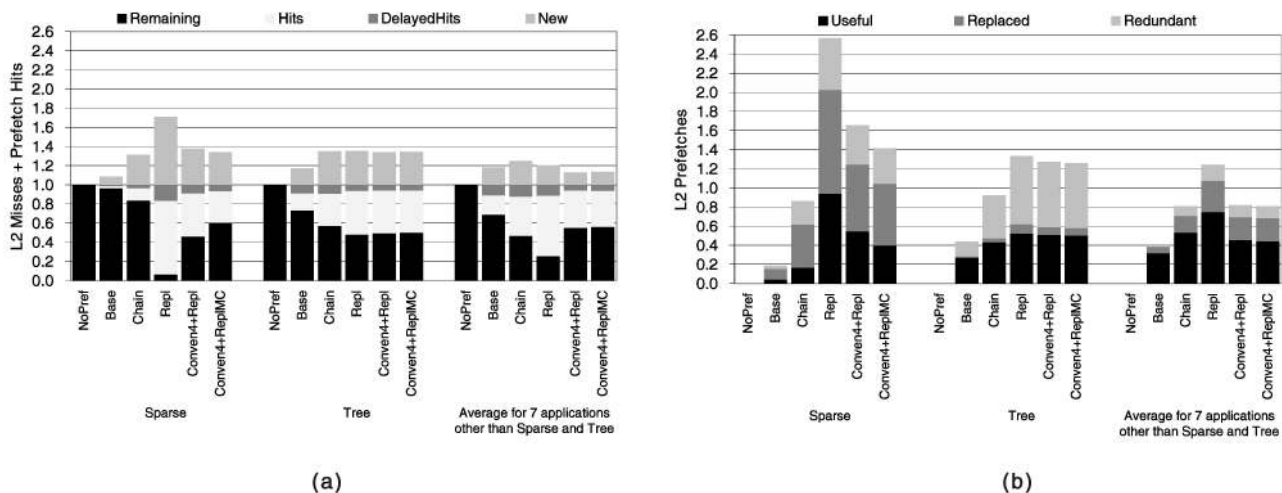 Remaining Hits DelayedHits New
L2 Misses + Prefetch Hits
2.6
2.4
2.2
2.0
1.8
1.6
1.4
1.2
1.0
0.8
0.6
0.4
0.2
0.0
NoPref
Base
Chain
Repl
Conven4+Repl
Conven4+ReplMC
NoPref
Base
Chain
Repl
Conven4+Repl
Conven4+ReplMC
NoPref
Base
Chain
Repl
Conven4+Repl
Conven4+ReplMC
Sparse
Tree
Average for 7 applications
other than Sparse and Tree
(a)
Useful Replaced Redundant
L2 Prefetches
2.6
2.4
2.2
2.0
1.8
1.6
1.4
1.2
1.0
0.8
0.6
0.4
0.2
0.0
NoPref
Base
Chain
Repl
Conven4+Repl
Conven4+ReplMC
NoPref
Base
Chain
Repl
Conven4+Repl
Conven4+ReplMC
NoPref
Base
Chain
Repl
Conven4+Repl
Conven4+ReplMC
Sparse
Tree
Average for 7 applications
other than Sparse and Tree
(b)